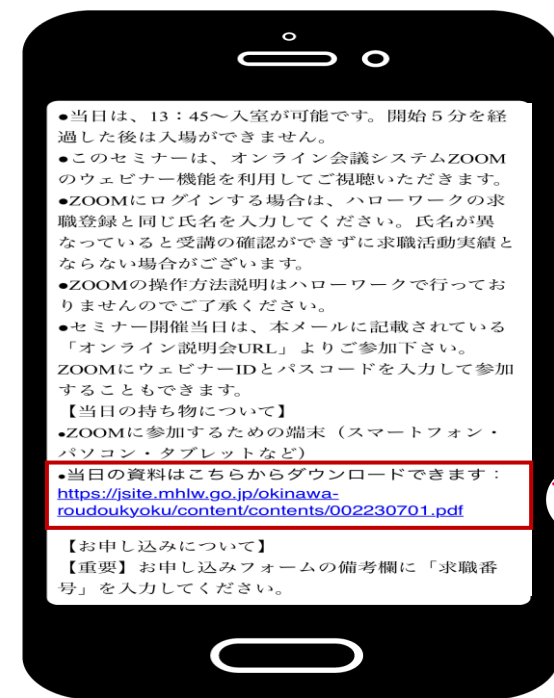 ●当日は、13：45～入室が可能です。開始５分を経
過した後は入場ができません。
●このセミナーは、オンライン会議システムZOOM
のウェビナー機能を利用してご視聴いただきます。
●ZOOMにログインする場合は、ハローワークの求
職登録と同じ氏名を入力してください。氏名が異
なっていると受講の確認ができずに求職活動実績と
ならない場合がございます。
●ZOOMの操作方法説明はハローワークで行ってお
りませんのでご了承ください。
●セミナー開催当日は、本メールに記載されている
「オンライン説明会URL」よりご参加下さい。
ZOOMにウェビナーIDとパスコードを入力して参加
することもできます。
【当日の持ち物について】
•ZOOMに参加するための端末（スマートフォン・
パソコン・タブレットなど）
•当日の資料はこちらからダウンロードできます：
https://jsite.mhlw.go.jp/okinawa-
roudoukyoku/content/contents/002230701.pdf
【お申し込みについて】
【重要】お申し込みフォームの備考欄に「求職番
号」を入力してください。